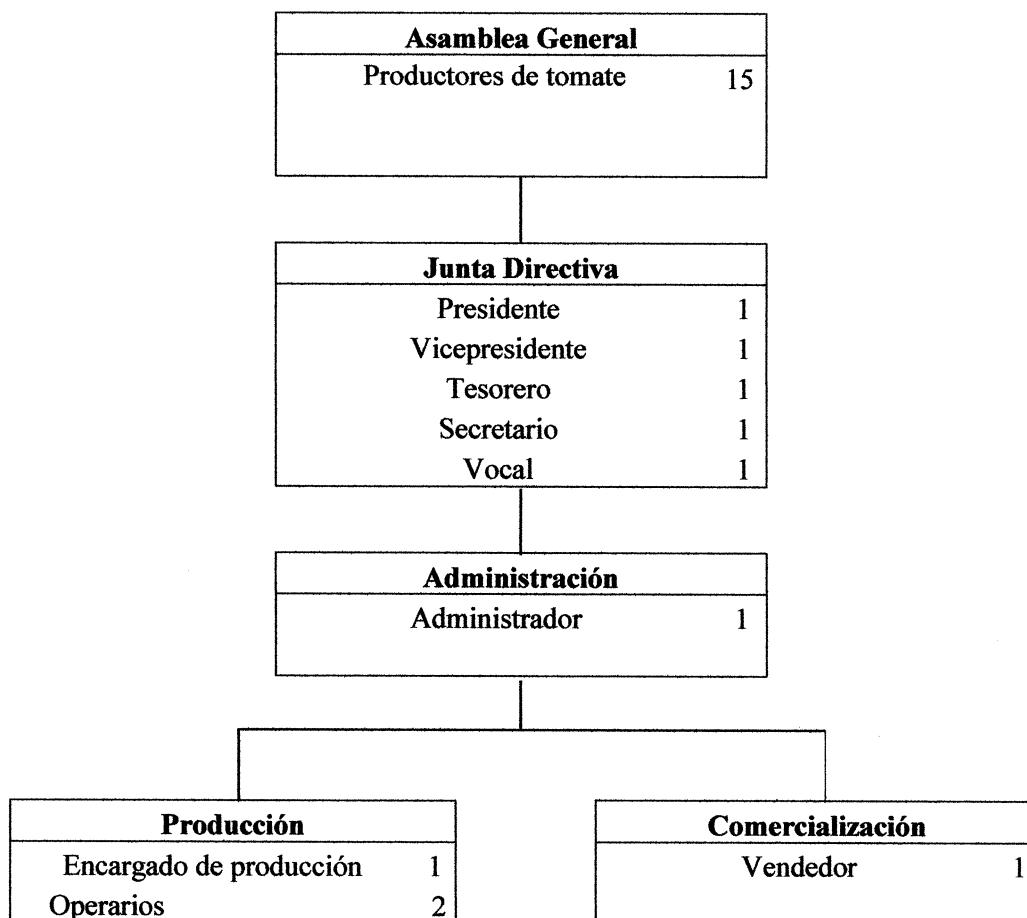 Asamblea General
Productores de tomate 15
Junta Directiva
Presidente 1
Vicepresidente 1
Tesorero 1
Secretario 1
Vocal 1
Administración
Administrador 1
Producción
Encargado de producción 1
Operarios 2
Comercialización
Vendedor 1